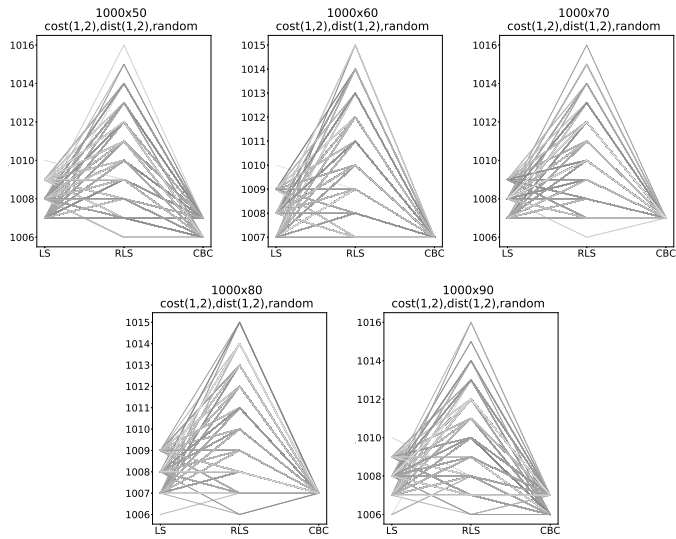 1000x50
cost(1,2),dist(1,2),random
1016
1014
1012
1010
1008
1006
LS RLS CBC
1000x60
cost(1,2),dist(1,2),random
1015
1014
1013
1012
1011
1010
1009
1008
1007
LS RLS CBC
1000x70
cost(1,2),dist(1,2),random
1016
1014
1012
1010
1008
1006
LS RLS CBC
1000x80
cost(1,2),dist(1,2),random
1015
1014
1013
1012
1011
1010
1009
1008
1007
1006
LS RLS CBC
1000x90
cost(1,2),dist(1,2),random
1016
1014
1012
1010
1008
1006
LS RLS CBC